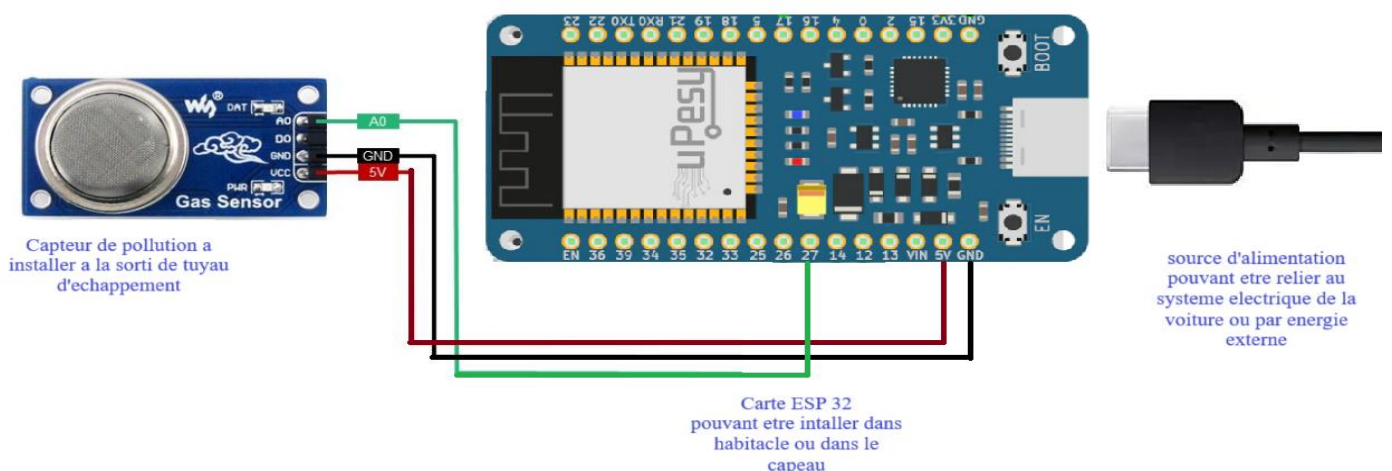 23 22 TXO RXO 21 19 18 5 17 16 4 0 2 15 3V3 GND
BOOT
uPesy
EN
EN 36 39 34 35 32 33 25 26 27 14 12 13 VIN 5V GND
DAT
AO
DO
GND
VCC
PWR
Gas Sensor
A0
GND
5V
Capteur de pollution a
installer a la sorti de tuyau
d'echappement
source d'alimentation
pouvant etre relier au
systeme electrique de la
voiture ou par energie
externe
Carte ESP 32
pouvant etre intaller dans
habitacle ou dans le
capeau